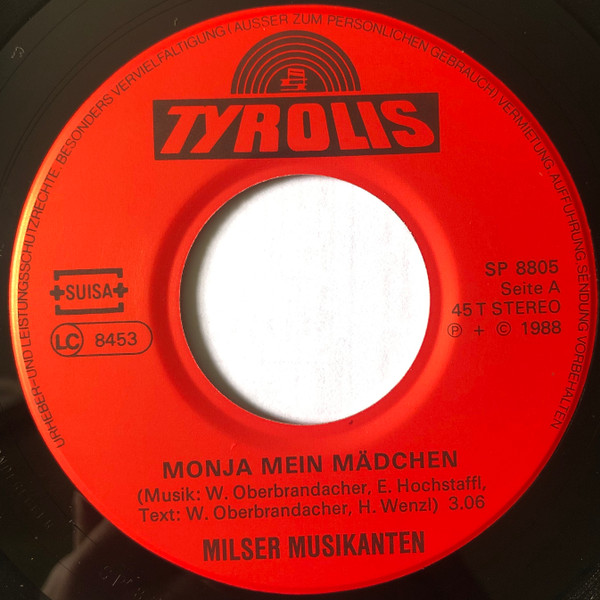 URHEBER-UND LEISTUNGSSCHUTZRECHTE, BESONDERS VERVIELFÄLTIGUNG (AUSSER ZUM PERSÖNLICHEN GEBRAUCH) VERMIETUNG AUFFÜHRUNG SENDUNG VORBEHALTEN
TYROLIS
+SUISA+
LC 8453
SP 8805
Seite A
45 T STEREO
℗ + © 1988
MONJA MEIN MÄDCHEN
(Musik: W. Oberbrandacher, E. Hochstaffl,
Text: W. Oberbrandacher, H. Wenzl) 3.06
MILSER MUSIKANTEN